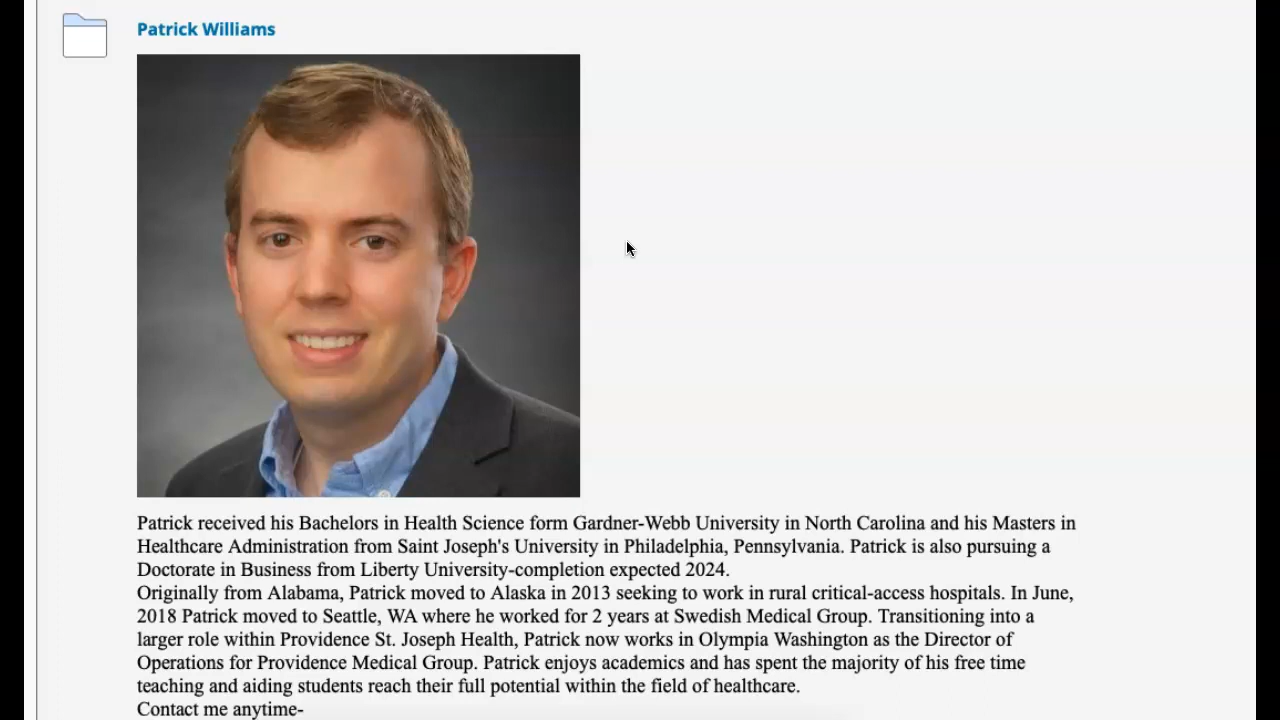 Patrick Williams
Patrick received his Bachelors in Health Science form Gardner-Webb University in North Carolina and his Masters in
Healthcare Administration from Saint Joseph's University in Philadelphia, Pennsylvania. Patrick is also pursuing a
Doctorate in Business from Liberty University-completion expected 2024.
Originally from Alabama, Patrick moved to Alaska in 2013 seeking to work in rural critical-access hospitals. In June,
2018 Patrick moved to Seattle, WA where he worked for 2 years at Swedish Medical Group. Transitioning into a
larger role within Providence St. Joseph Health, Patrick now works in Olympia Washington as the Director of
Operations for Providence Medical Group. Patrick enjoys academics and has spent the majority of his free time
teaching and aiding students reach their full potential within the field of healthcare.
Contact me anytime-